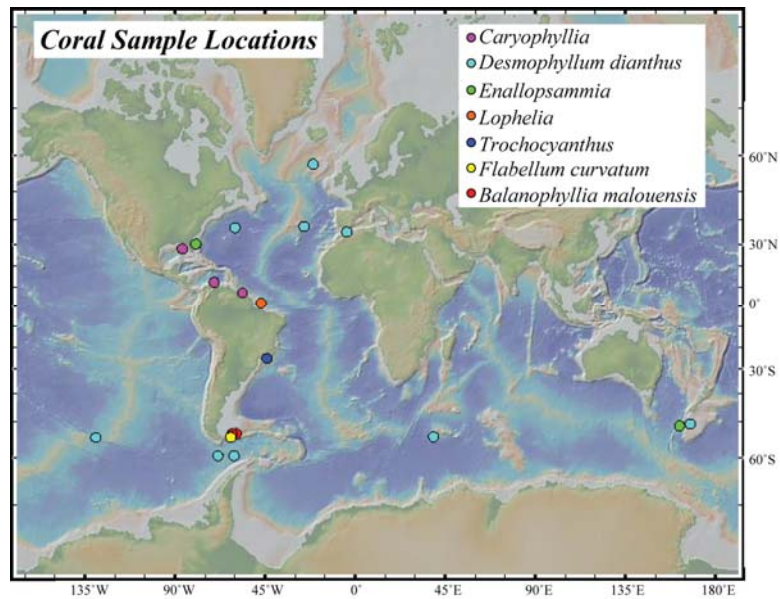 Coral Sample Locations
Caryophyllia
Desmophyllum dianthus
Enallopsammia
Lophelia
Trochocyanthus
Flabellum curvatum
Balanophyllia malouensis
60˚N
30˚N
0˚
30˚S
60˚S
135˚W
90˚W
45˚W
0˚
45˚E
90˚E
135˚E
180˚E